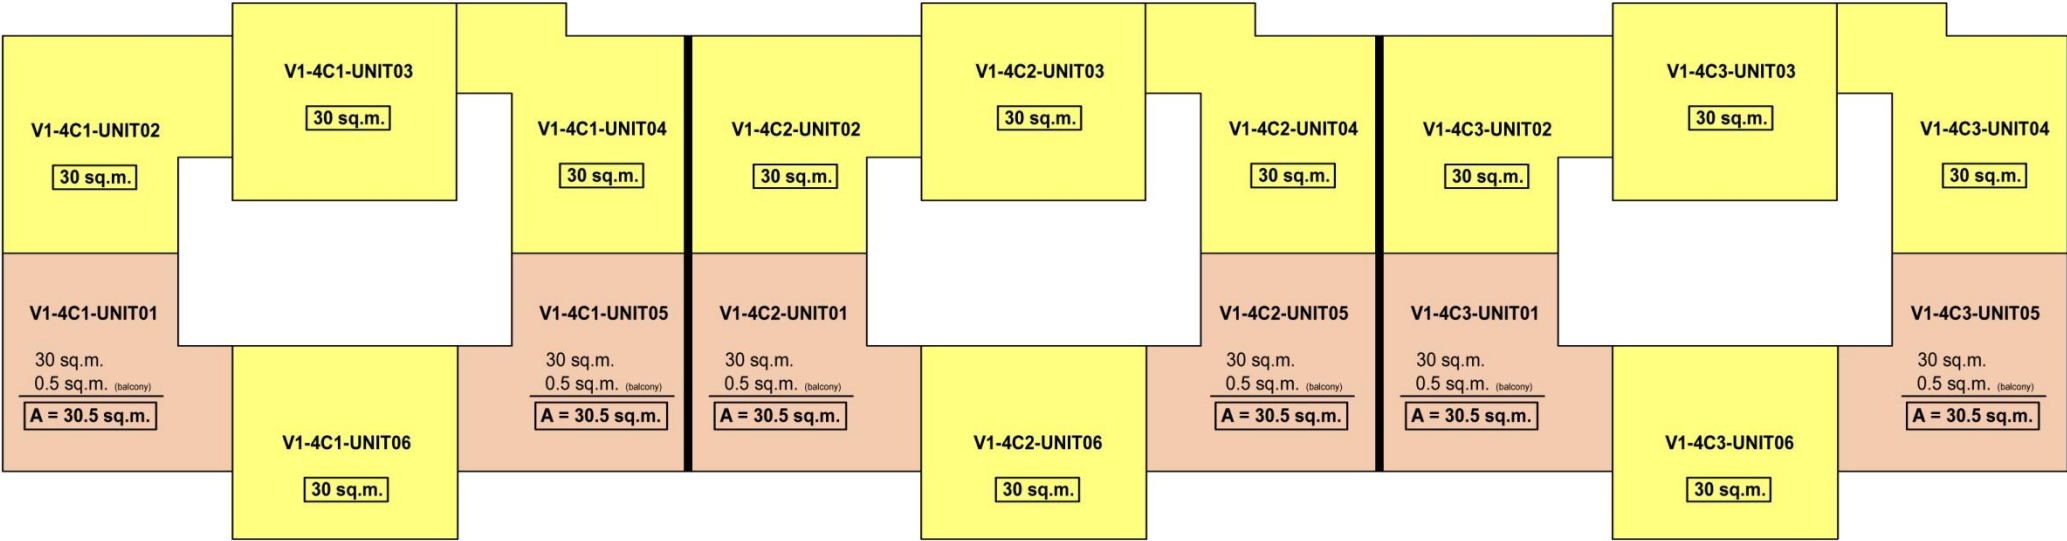 V1-4C1-UNIT02
30 sq.m.
V1-4C1-UNIT03
30 sq.m.
V1-4C1-UNIT04
30 sq.m.
V1-4C1-UNIT01
30 sq.m.
0.5 sq.m. (balcony)
A = 30.5 sq.m.
V1-4C1-UNIT06
30 sq.m.
V1-4C1-UNIT05
30 sq.m.
0.5 sq.m. (balcony)
A = 30.5 sq.m.
V1-4C2-UNIT02
30 sq.m.
V1-4C2-UNIT03
30 sq.m.
V1-4C2-UNIT04
30 sq.m.
V1-4C2-UNIT01
30 sq.m.
0.5 sq.m. (balcony)
A = 30.5 sq.m.
V1-4C2-UNIT06
30 sq.m.
V1-4C2-UNIT05
30 sq.m.
0.5 sq.m. (balcony)
A = 30.5 sq.m.
V1-4C3-UNIT02
30 sq.m.
V1-4C3-UNIT03
30 sq.m.
V1-4C3-UNIT04
30 sq.m.
V1-4C3-UNIT01
30 sq.m.
0.5 sq.m. (balcony)
A = 30.5 sq.m.
V1-4C3-UNIT06
30 sq.m.
V1-4C3-UNIT05
30 sq.m.
0.5 sq.m. (balcony)
A = 30.5 sq.m.